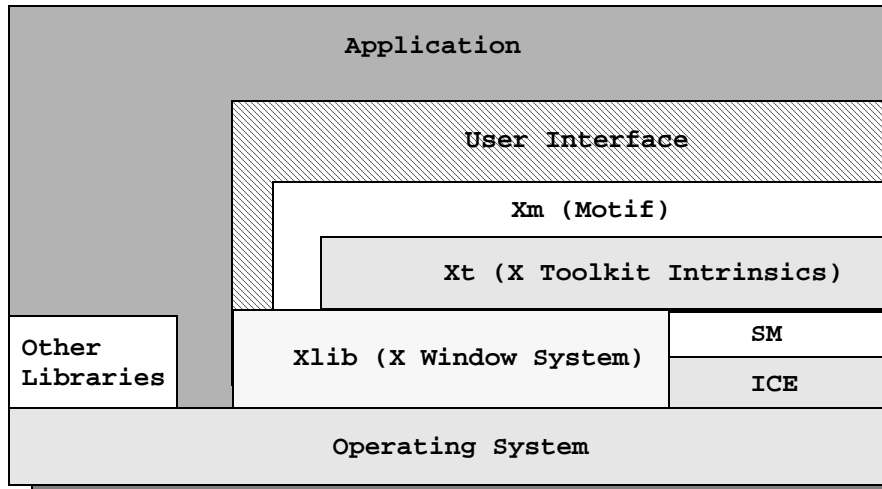 Application
User Interface
Xm (Motif)
Xt (X Toolkit Intrinsics)
Other
Libraries
Xlib (X Window System)
SM
ICE
Operating System